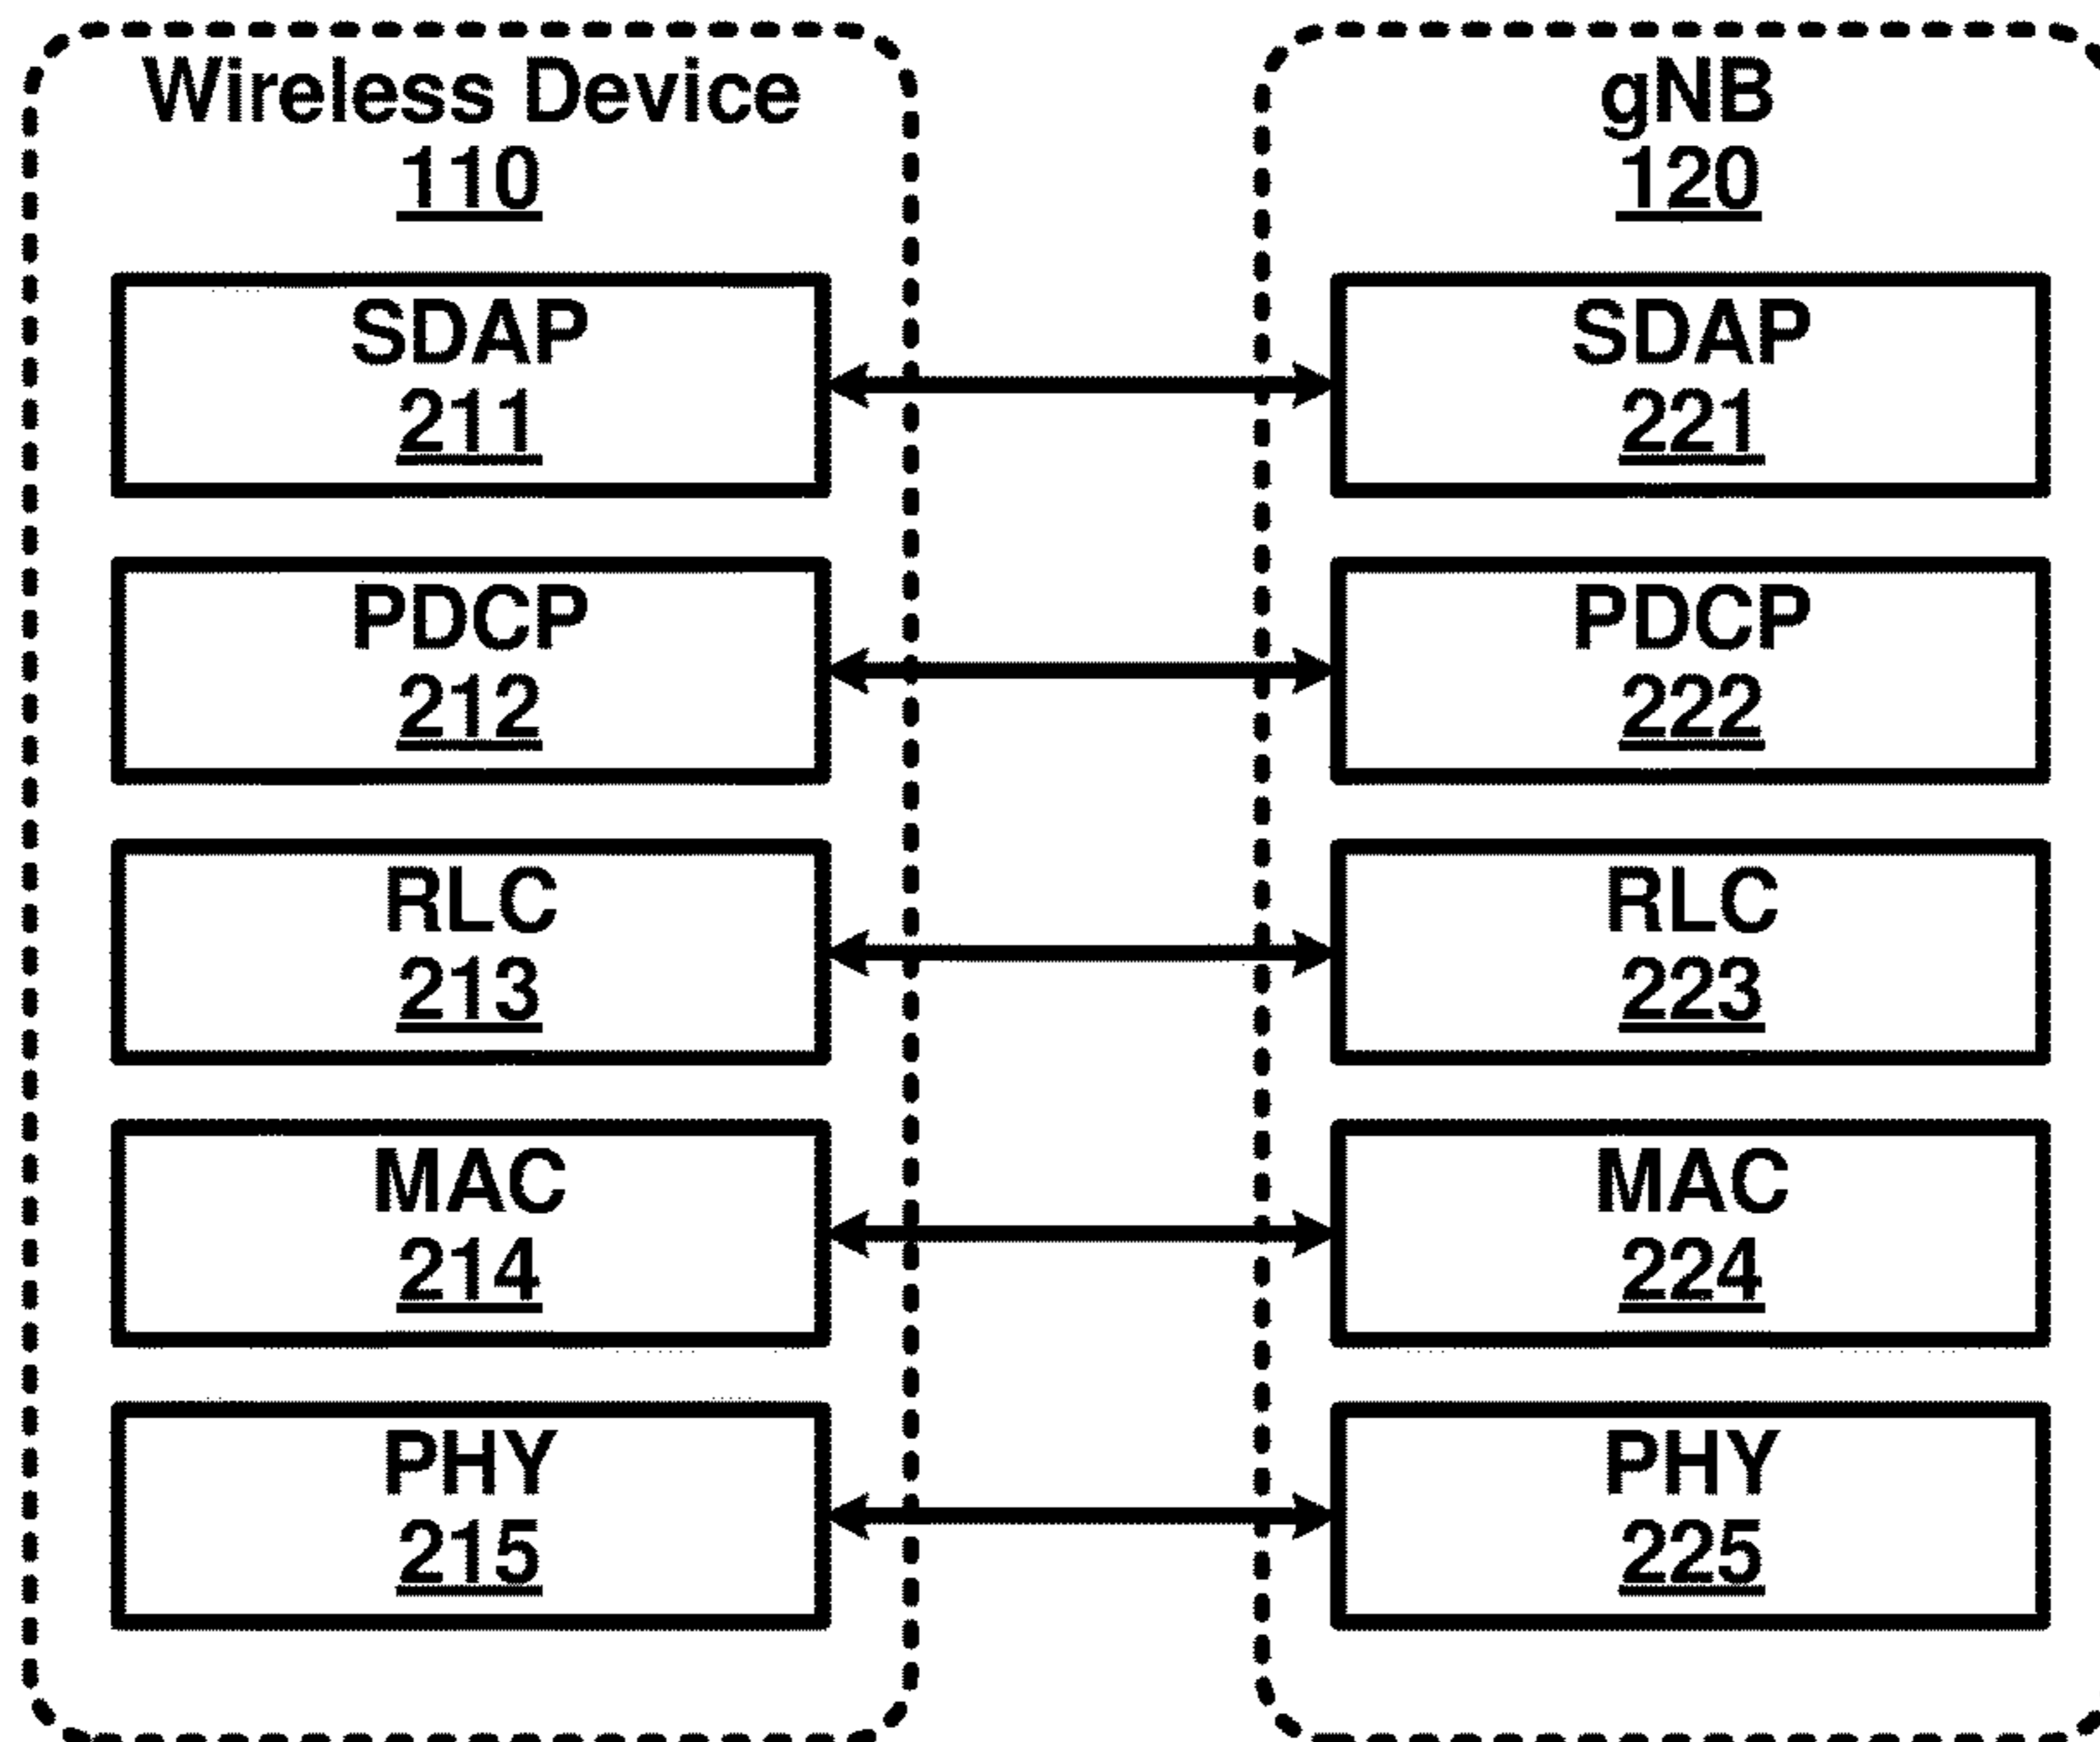 Wireless Device
110
SDAP
211
PDCP
212
RLC
213
MAC
214
PHY
215
gNB
120
SDAP
221
PDCP
222
RLC
223
MAC
224
PHY
225